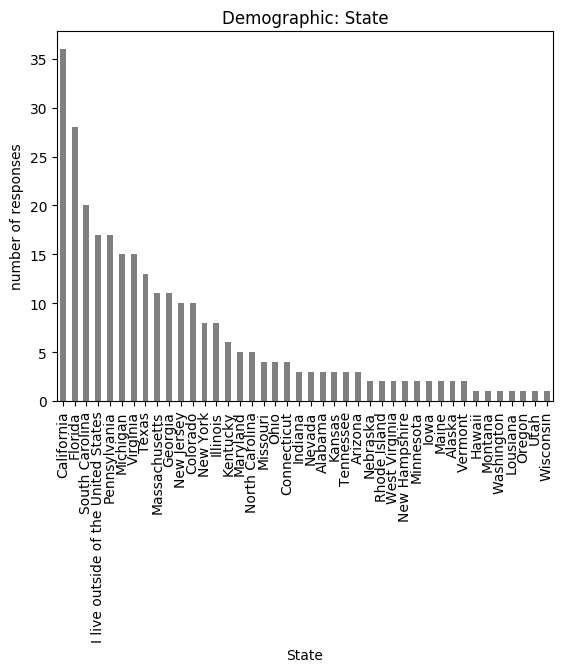 Demographic: State
number of responses
35
30
25
20
15
10
5
0
California
Florida
South Carolina
I live outside of the United States
Pennsylvania
Michigan
Virginia
Texas
Massachusetts
Georgia
New Jersey
Colorado
New York
Illinois
Kentucky
Maryland
North Carolina
Missouri
Ohio
Connecticut
Indiana
Nevada
Alabama
Kansas
Tennessee
Arizona
Nebraska
Rhode Island
West Virginia
New Hampshire
Minnesota
Iowa
Maine
Alaska
Vermont
Hawaii
Montana
Washington
Lousiana
Oregon
Utah
Wisconsin
State